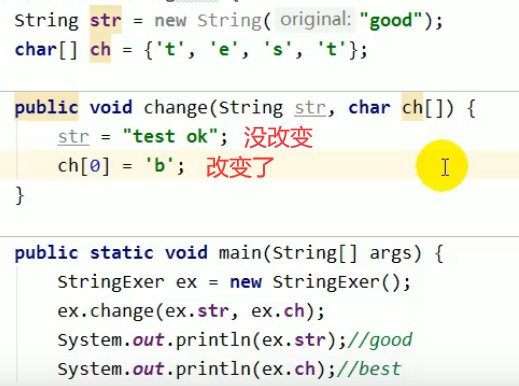 String str = new String( original: "good");
char[] ch = {'t', 'e', 's', 't'};
public void change(String str, char ch[]) {
str = "test ok"; 没改变
ch[0] = 'b'; 改变了
}
public static void main(String[] args) {
StringExer ex = new StringExer();
ex.change(ex.str, ex.ch);
System.out.println(ex.str);//good
System.out.println(ex.ch);//best